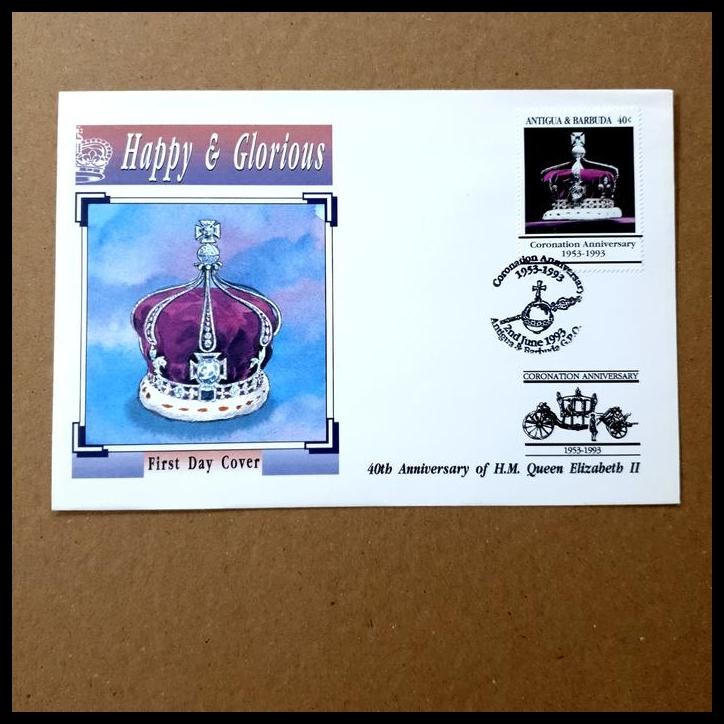 Happy & Glorious
First Day Cover
ANTIGUA & BARBUDA 40¢
Coronation Anniversary
1953-1993
Coronation Anniversary
1953-1993
2nd June 1993
Antigua & Barbuda G.P.O.
CORONATION ANNIVERSARY
1953-1993
40th Anniversary of H.M. Queen Elizabeth II